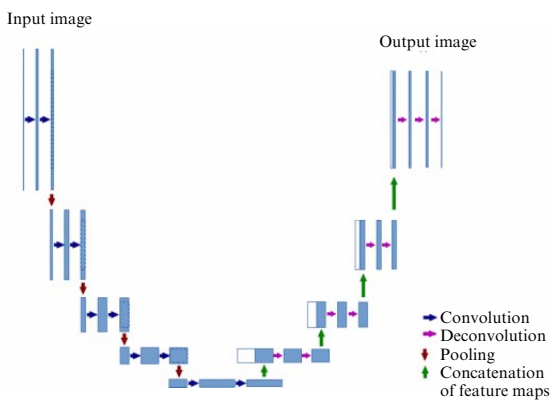 Input image
Output image
Convolution
Deconvolution
Pooling
Concatenation
of feature maps